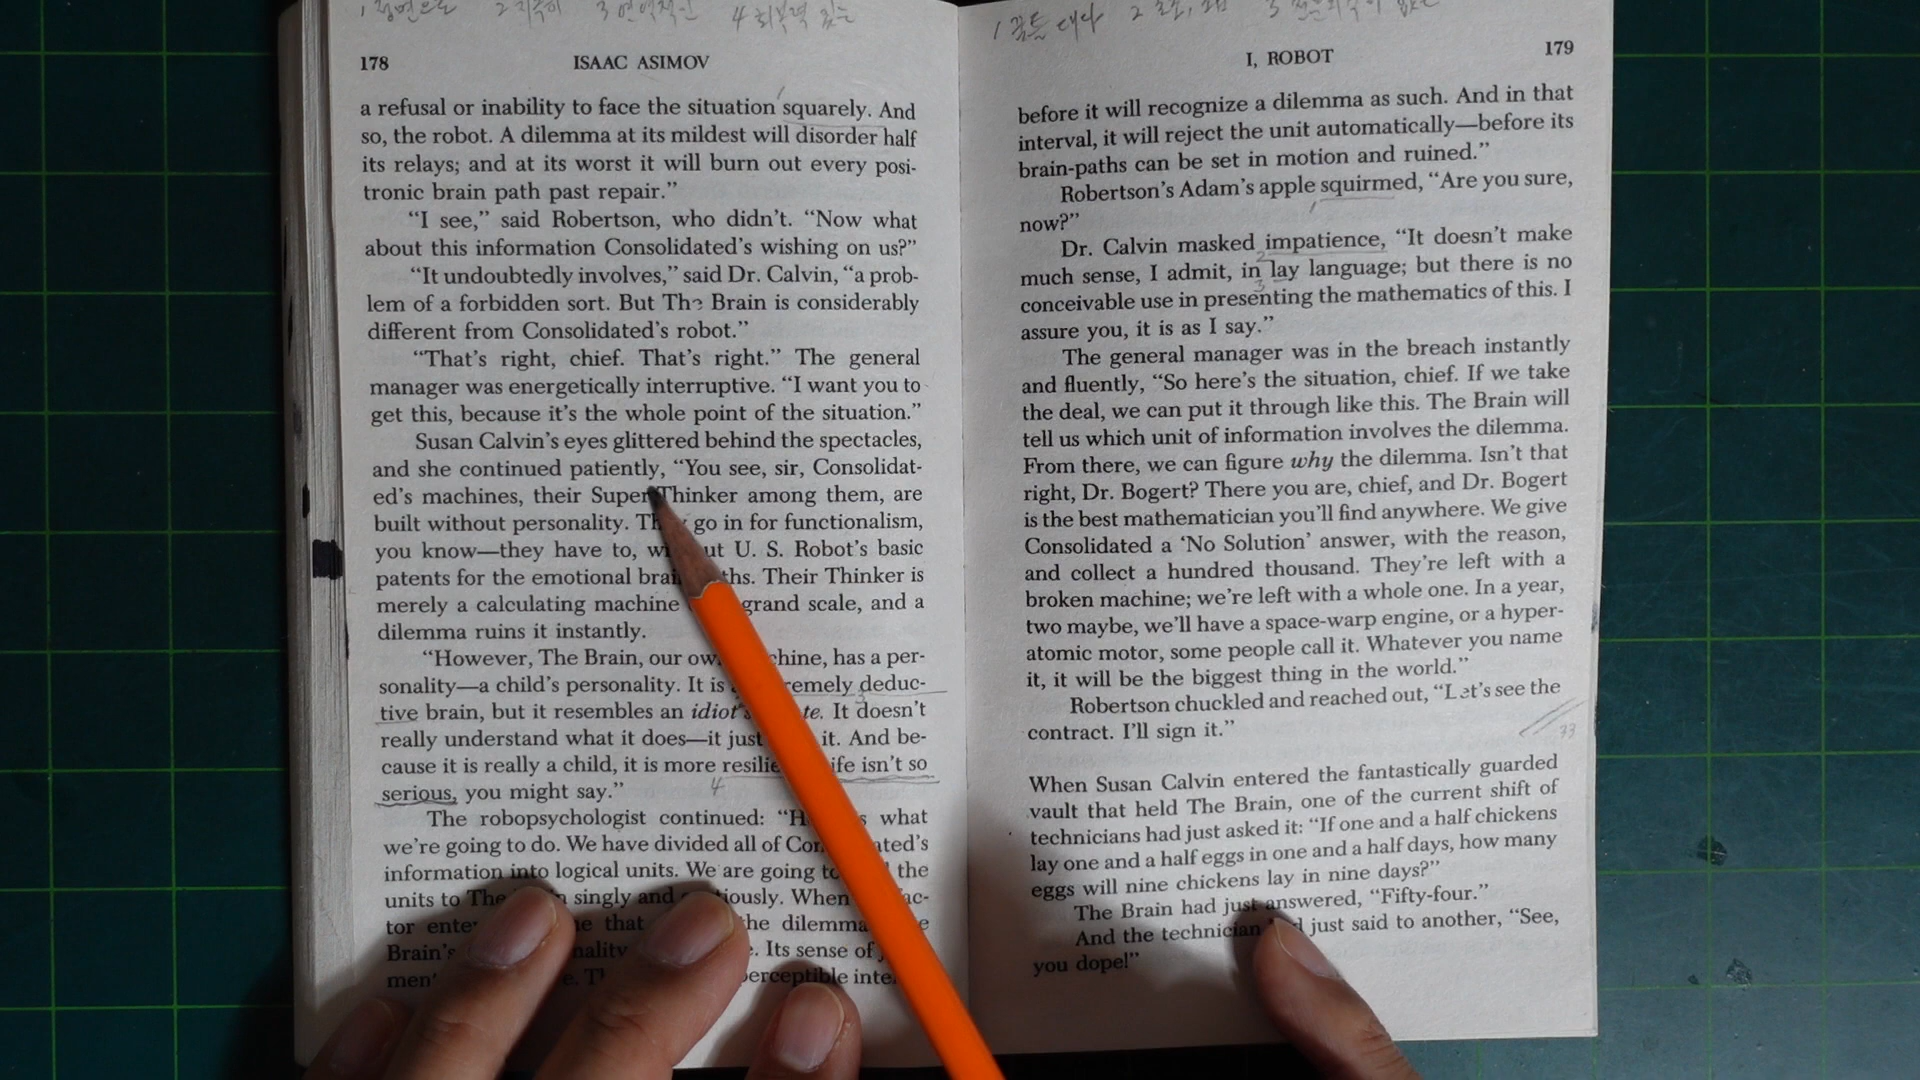 178
ISAAC ASIMOV
a refusal or inability to face the situation squarely. And
so, the robot. A dilemma at its mildest will disorder half
its relays; and at its worst it will burn out every posi-
tronic brain path past repair.”
“I see,” said Robertson, who didn’t. “Now what
about this information Consolidated’s wishing on us?”
“It undoubtedly involves,” said Dr. Calvin, “a prob-
lem of a forbidden sort. But The Brain is considerably
different from Consolidated’s robot.”
“That’s right, chief. That’s right.” The general
manager was energetically interruptive. “I want you to
get this, because it’s the whole point of the situation.”
Susan Calvin’s eyes glittered behind the spectacles,
and she continued patiently, “You see, sir, Consolidat-
ed’s machines, their Super-Thinker among them, are
built without personality. They go in for functionalism,
you know—they have to, without U. S. Robot’s basic
patents for the emotional brain paths. Their Thinker is
merely a calculating machine grand scale, and a
dilemma ruins it instantly.
“However, The Brain, our own machine, has a per-
sonality—a child’s personality. It is extremely deduc-
tive brain, but it resembles an idiot It doesn’t
really understand what it does—it just it. And be-
cause it is really a child, it is more resilient life isn’t so
serious, you might say.”
4
The robopsychologist continued: “H what
we’re going to do. We have divided all of Consolidated’s
information into logical units. We are going to the
units to The singly and cautiously. When
tor that the dilemma
Brain’s Its sense of
perceptible
1 2 3 4
I, ROBOT
179
before it will recognize a dilemma as such. And in that
interval, it will reject the unit automatically—before its
brain-paths can be set in motion and ruined.”
Robertson’s Adam’s apple squirmed, “Are you sure,
now?”
Dr. Calvin masked impatience, “It doesn’t make
much sense, I admit, in lay language; but there is no
conceivable use in presenting the mathematics of this. I
assure you, it is as I say.”
The general manager was in the breach instantly
and fluently, “So here’s the situation, chief. If we take
the deal, we can put it through like this. The Brain will
tell us which unit of information involves the dilemma.
From there, we can figure why the dilemma. Isn’t that
right, Dr. Bogert? There you are, chief, and Dr. Bogert
is the best mathematician you’ll find anywhere. We give
Consolidated a ‘No Solution’ answer, with the reason,
and collect a hundred thousand. They’re left with a
broken machine; we’re left with a whole one. In a year,
two maybe, we’ll have a space-warp engine, or a hyper-
atomic motor, some people call it. Whatever you name
it, it will be the biggest thing in the world.”
Robertson chuckled and reached out, “Let’s see the
contract. I’ll sign it.”
33
When Susan Calvin entered the fantastically guarded
vault that held The Brain, one of the current shift of
technicians had just asked it: “If one and a half chickens
lay one and a half eggs in one and a half days, how many
eggs will nine chickens lay in nine days?”
The Brain had just answered, “Fifty-four.”
And the technician had just said to another, “See,
you dope!”